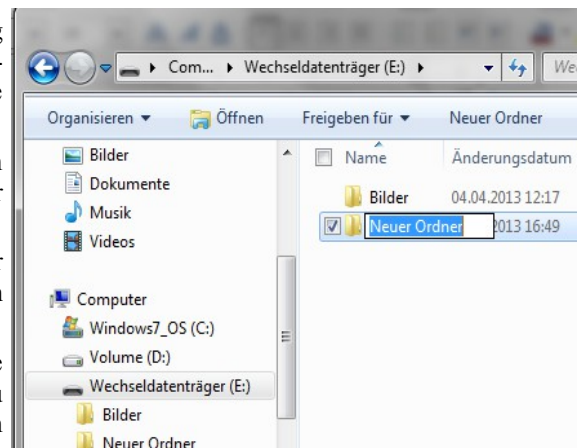 Com... Wechseldatenträger (E:)
Organisieren Öffnen Freigeben für Neuer Ordner
Bilder
Dokumente
Musik
Videos
Computer
Windows7_OS (C:)
Volume (D:)
Wechseldatenträger (E:)
Bilder
Neuer Ordner
Name Änderungsdatum
Bilder 04.04.2013 12:17
Neuer Ordner 2013 16:49